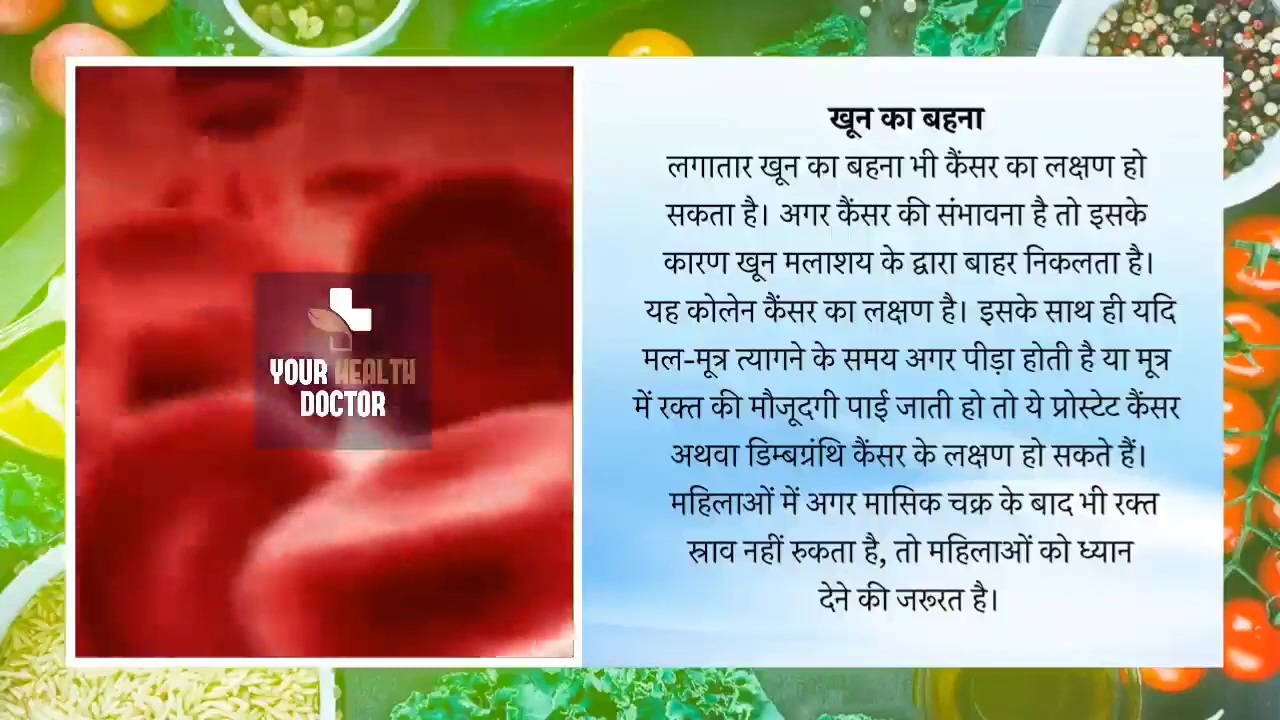 YOUR HEALTH
DOCTOR
खून का बहना
लगातार खून का बहना भी कैंसर का लक्षण हो
सकता है। अगर कैंसर की संभावना है तो इसके
कारण खून मलाशय के द्वारा बाहर निकलता है।
यह कोलेन कैंसर का लक्षण है। इसके साथ ही यदि
मल-मूत्र त्यागने के समय अगर पीड़ा होती है या मूत्र
में रक्त की मौजूदगी पाई जाती हो तो ये प्रोस्टेट कैंसर
अथवा डिम्बग्रंथि कैंसर के लक्षण हो सकते हैं।
महिलाओं में अगर मासिक चक्र के बाद भी रक्त
स्राव नहीं रुकता है, तो महिलाओं को ध्यान
देने की जरूरत है।